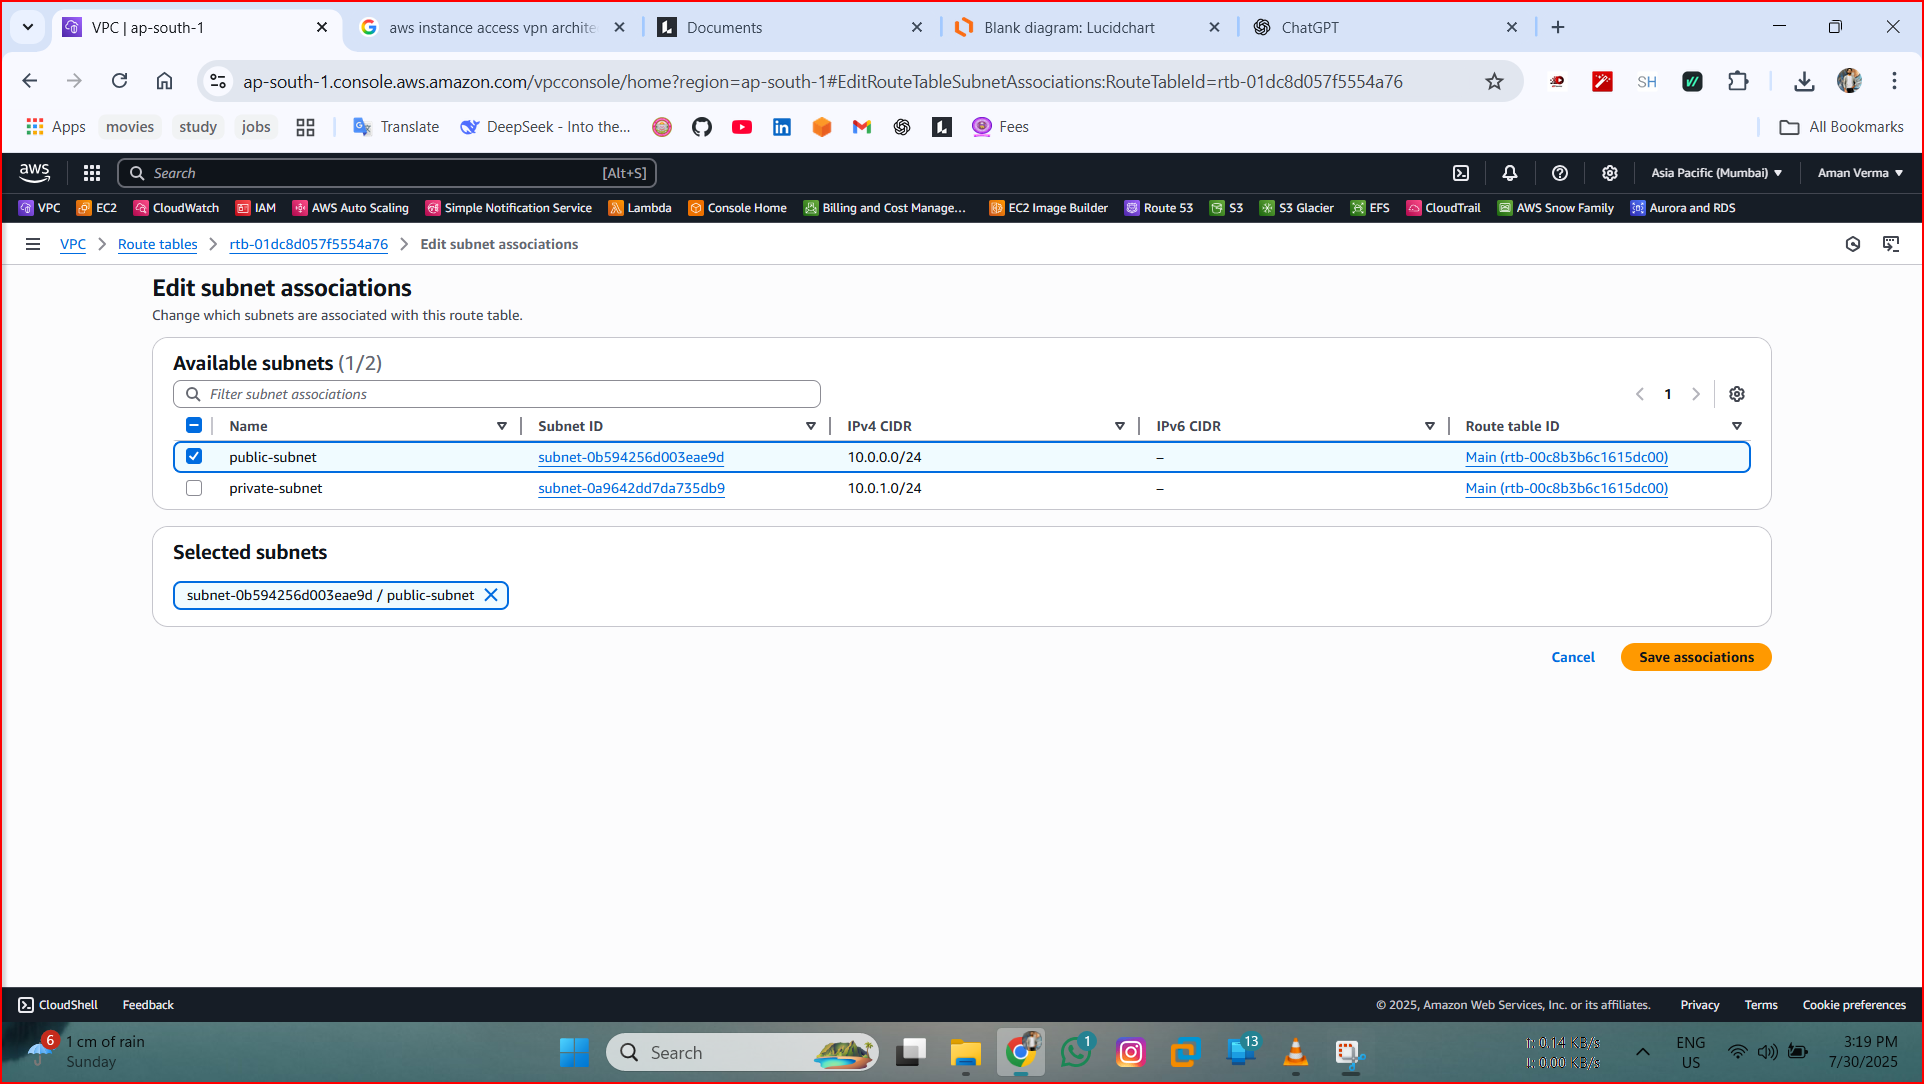 VPC | ap-south-1
aws instance access vpn archite
Documents
Blank diagram: Lucidchart
ChatGPT
ap-south-1.console.aws.amazon.com/vpcconsole/home?region=ap-south-1#EditRouteTableSubnetAssociations:RouteTableId=rtb-01dc8d057f5554a76
SH
Apps movies study jobs Translate DeepSeek - Into the... Fees All Bookmarks
aws Search [Alt+S] Asia Pacific (Mumbai) Aman Verma
VPC EC2 CloudWatch IAM AWS Auto Scaling Simple Notification Service Lambda Console Home Billing and Cost Manage... EC2 Image Builder Route 53 S3 S3 Glacier EFS CloudTrail AWS Snow Family Aurora and RDS
VPC Route tables rtb-01dc8d057f5554a76 Edit subnet associations
Edit subnet associations
Change which subnets are associated with this route table.
Available subnets (1/2)
Filter subnet associations
1
Name Subnet ID IPv4 CIDR IPv6 CIDR Route table ID
public-subnet subnet-0b594256d003eae9d 10.0.0.0/24 – Main (rtb-00c8b3b6c1615dc00)
private-subnet subnet-0a9642dd7da735db9 10.0.1.0/24 – Main (rtb-00c8b3b6c1615dc00)
Selected subnets
subnet-0b594256d003eae9d / public-subnet
Cancel Save associations
CloudShell Feedback © 2025, Amazon Web Services, Inc. or its affiliates. Privacy Terms Cookie preferences
6 1 cm of rain
Sunday
Search
1
13
0.14 KB/s
0.00 KB/s
ENG
US
3:19 PM
7/30/2025